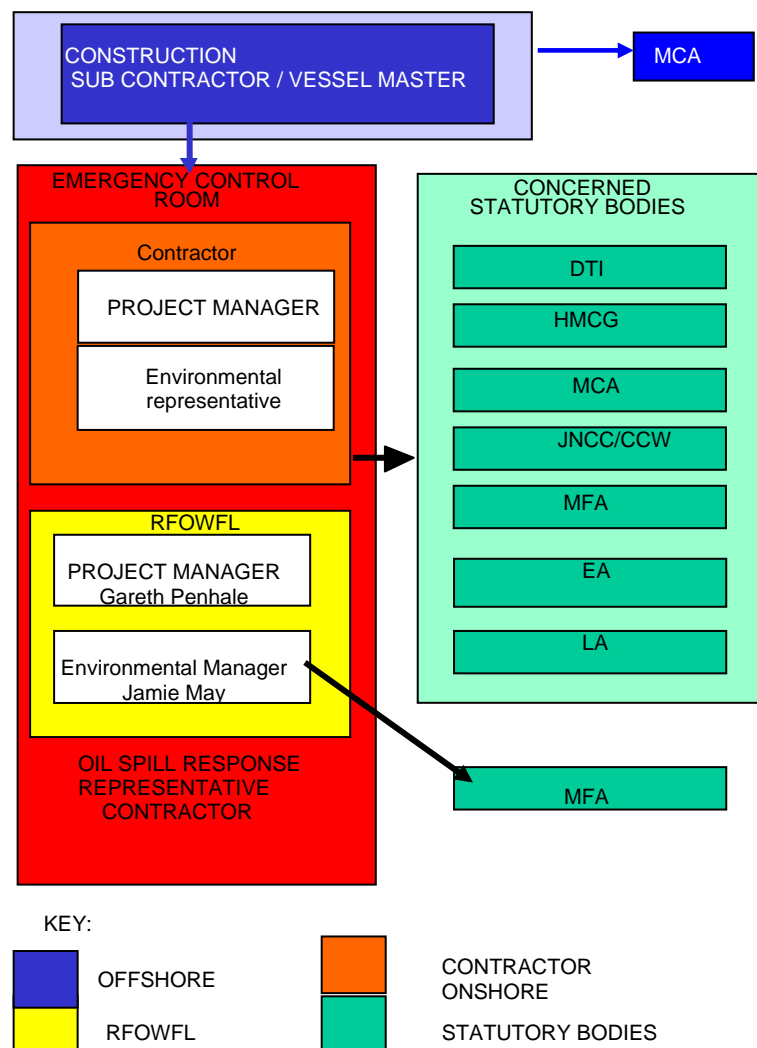 CONSTRUCTION
SUB CONTRACTOR / VESSEL MASTER
MCA
EMERGENCY CONTROL
ROOM
Contractor
PROJECT MANAGER
Environmental
representative
RFOWFL
PROJECT MANAGER
Gareth Penhale
Environmental Manager
Jamie May
OIL SPILL RESPONSE
REPRESENTATIVE
CONTRACTOR
CONCERNED
STATUTORY BODIES
DTI
HMCG
MCA
JNCC/CCW
MFA
EA
LA
MFA
KEY:
OFFSHORE
CONTRACTOR
ONSHORE
RFOWFL
STATUTORY BODIES